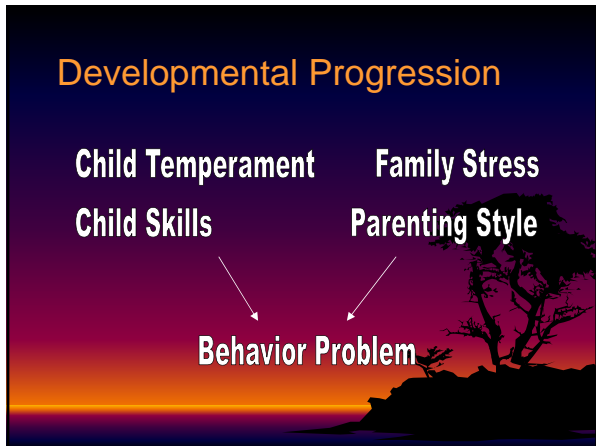 Developmental Progression
Child Temperament Family Stress
Child Skills Parenting Style
Behavior Problem